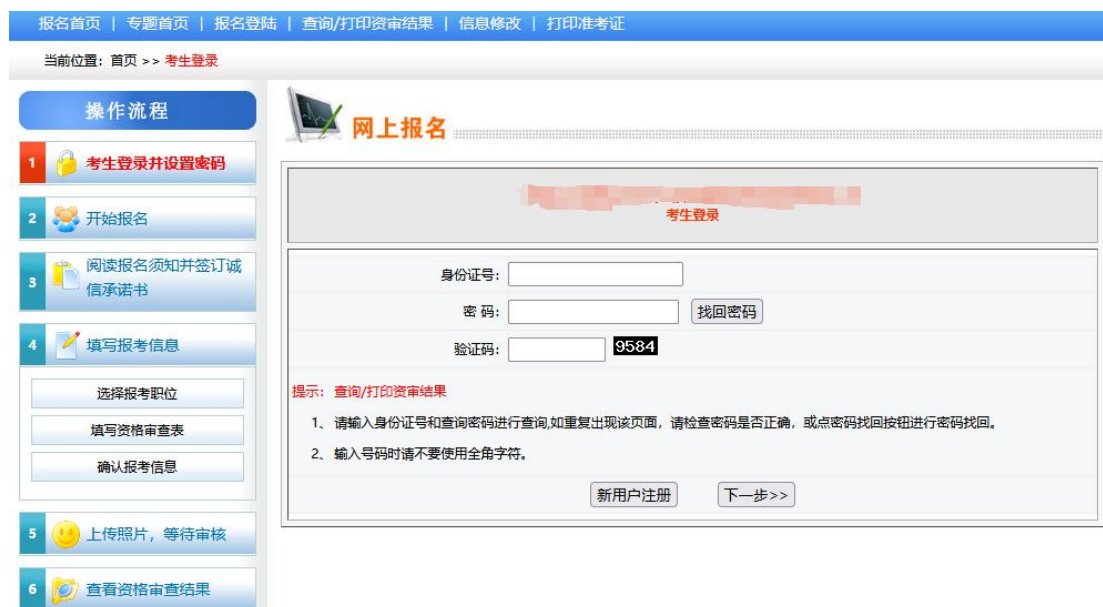 报名首页 | 专题首页 | 报名登陆 | 查询/打印资审结果 | 信息修改 | 打印准考证
当前位置：首页 >> 考生登录
操作流程
1 考生登录并设置密码
2 开始报名
3 阅读报名须知并签订诚
信承诺书
4 填写报考信息
选择报考职位
填写资格审查表
确认报考信息
5 上传照片，等待审核
6 查看资格审查结果
网上报名
考生登录
身份证号：
密 码： 找回密码
验证码： 9584
提示： 查询/打印资审结果
1、 请输入身份证号和查询密码进行查询,如重复出现该页面，请检查密码是否正确，或点密码找回按钮进行密码找回。
2、 输入号码时请不要使用全角字符。
新用户注册 下一步>>